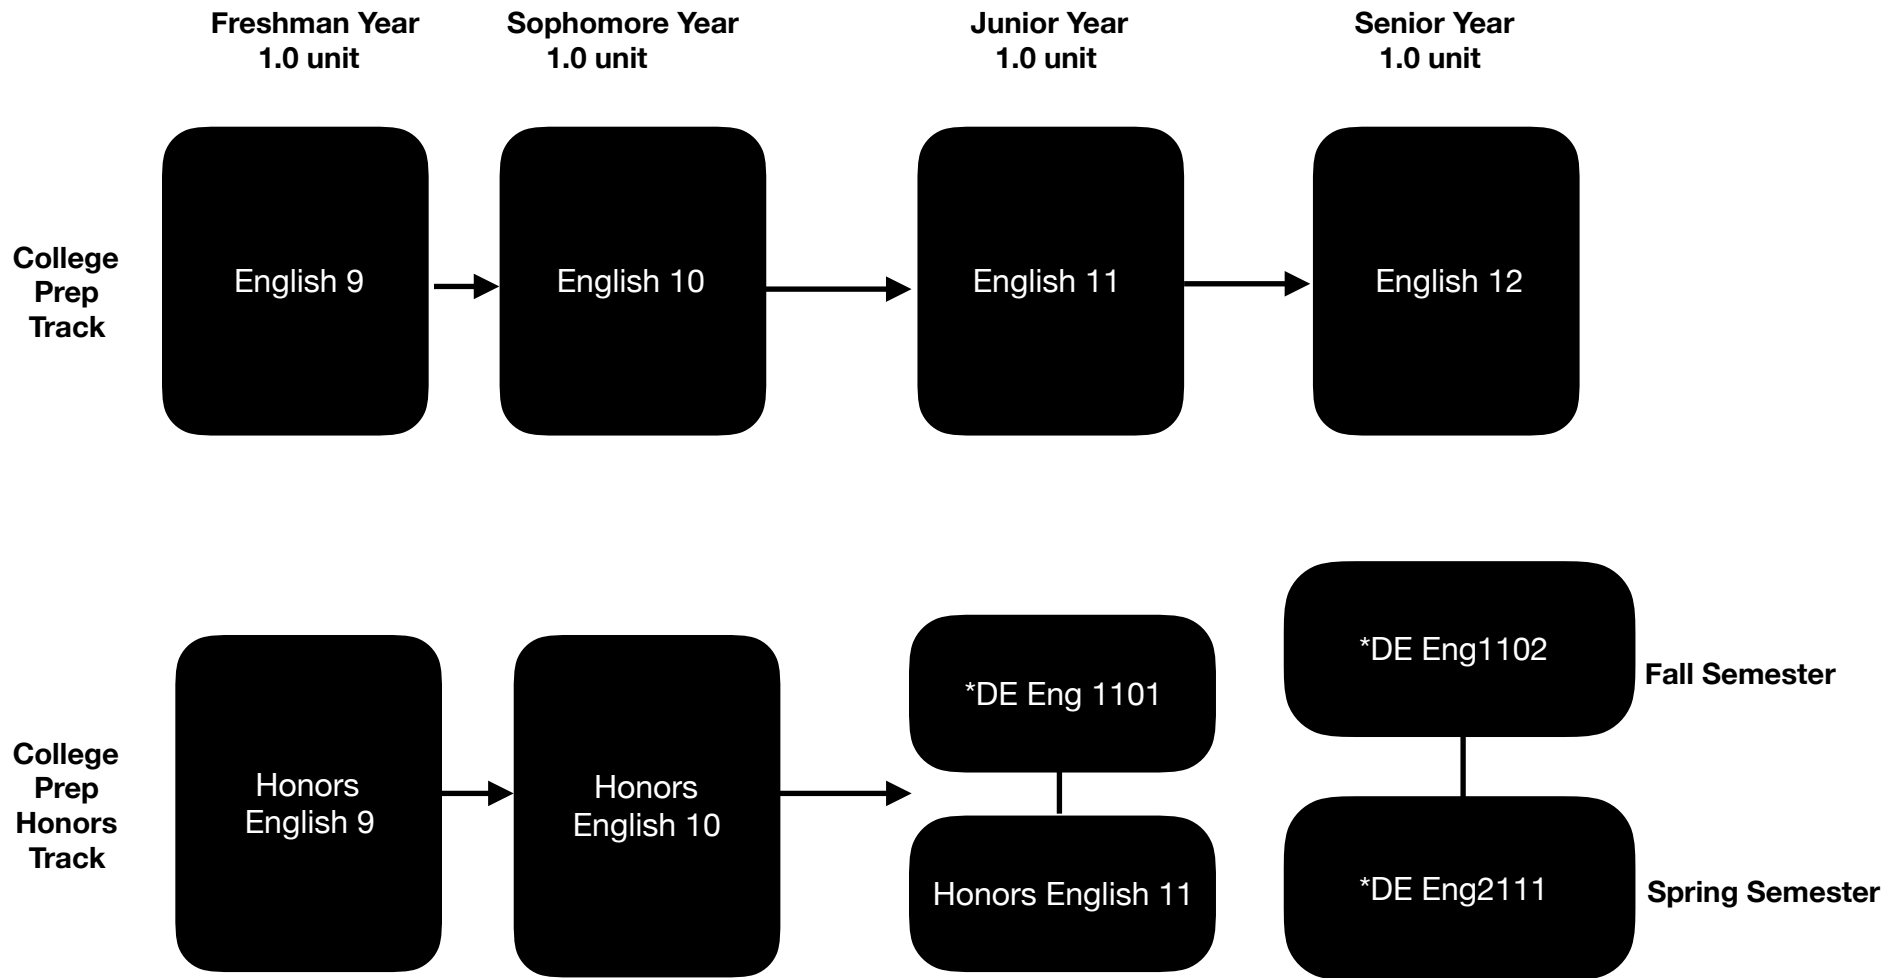 Freshman Year
1.0 unit
Sophomore Year
1.0 unit
Junior Year
1.0 unit
Senior Year
1.0 unit
College
Prep
Track
English 9
English 10
English 11
English 12
College
Prep
Honors
Track
Honors
English 9
Honors
English 10
*DE Eng 1101
Honors English 11
*DE Eng1102
*DE Eng2111
Fall Semester
Spring Semester